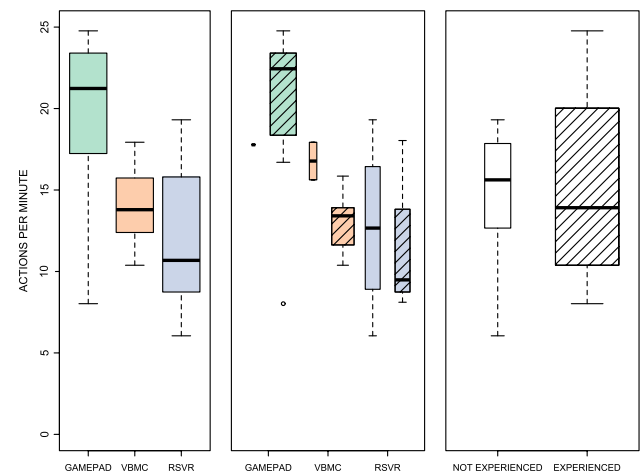 ACTIONS PER MINUTE
25
20
15
10
5
0
GAMEPAD VBMC RSVR
GAMEPAD VBMC RSVR
NOT EXPERIENCED EXPERIENCED